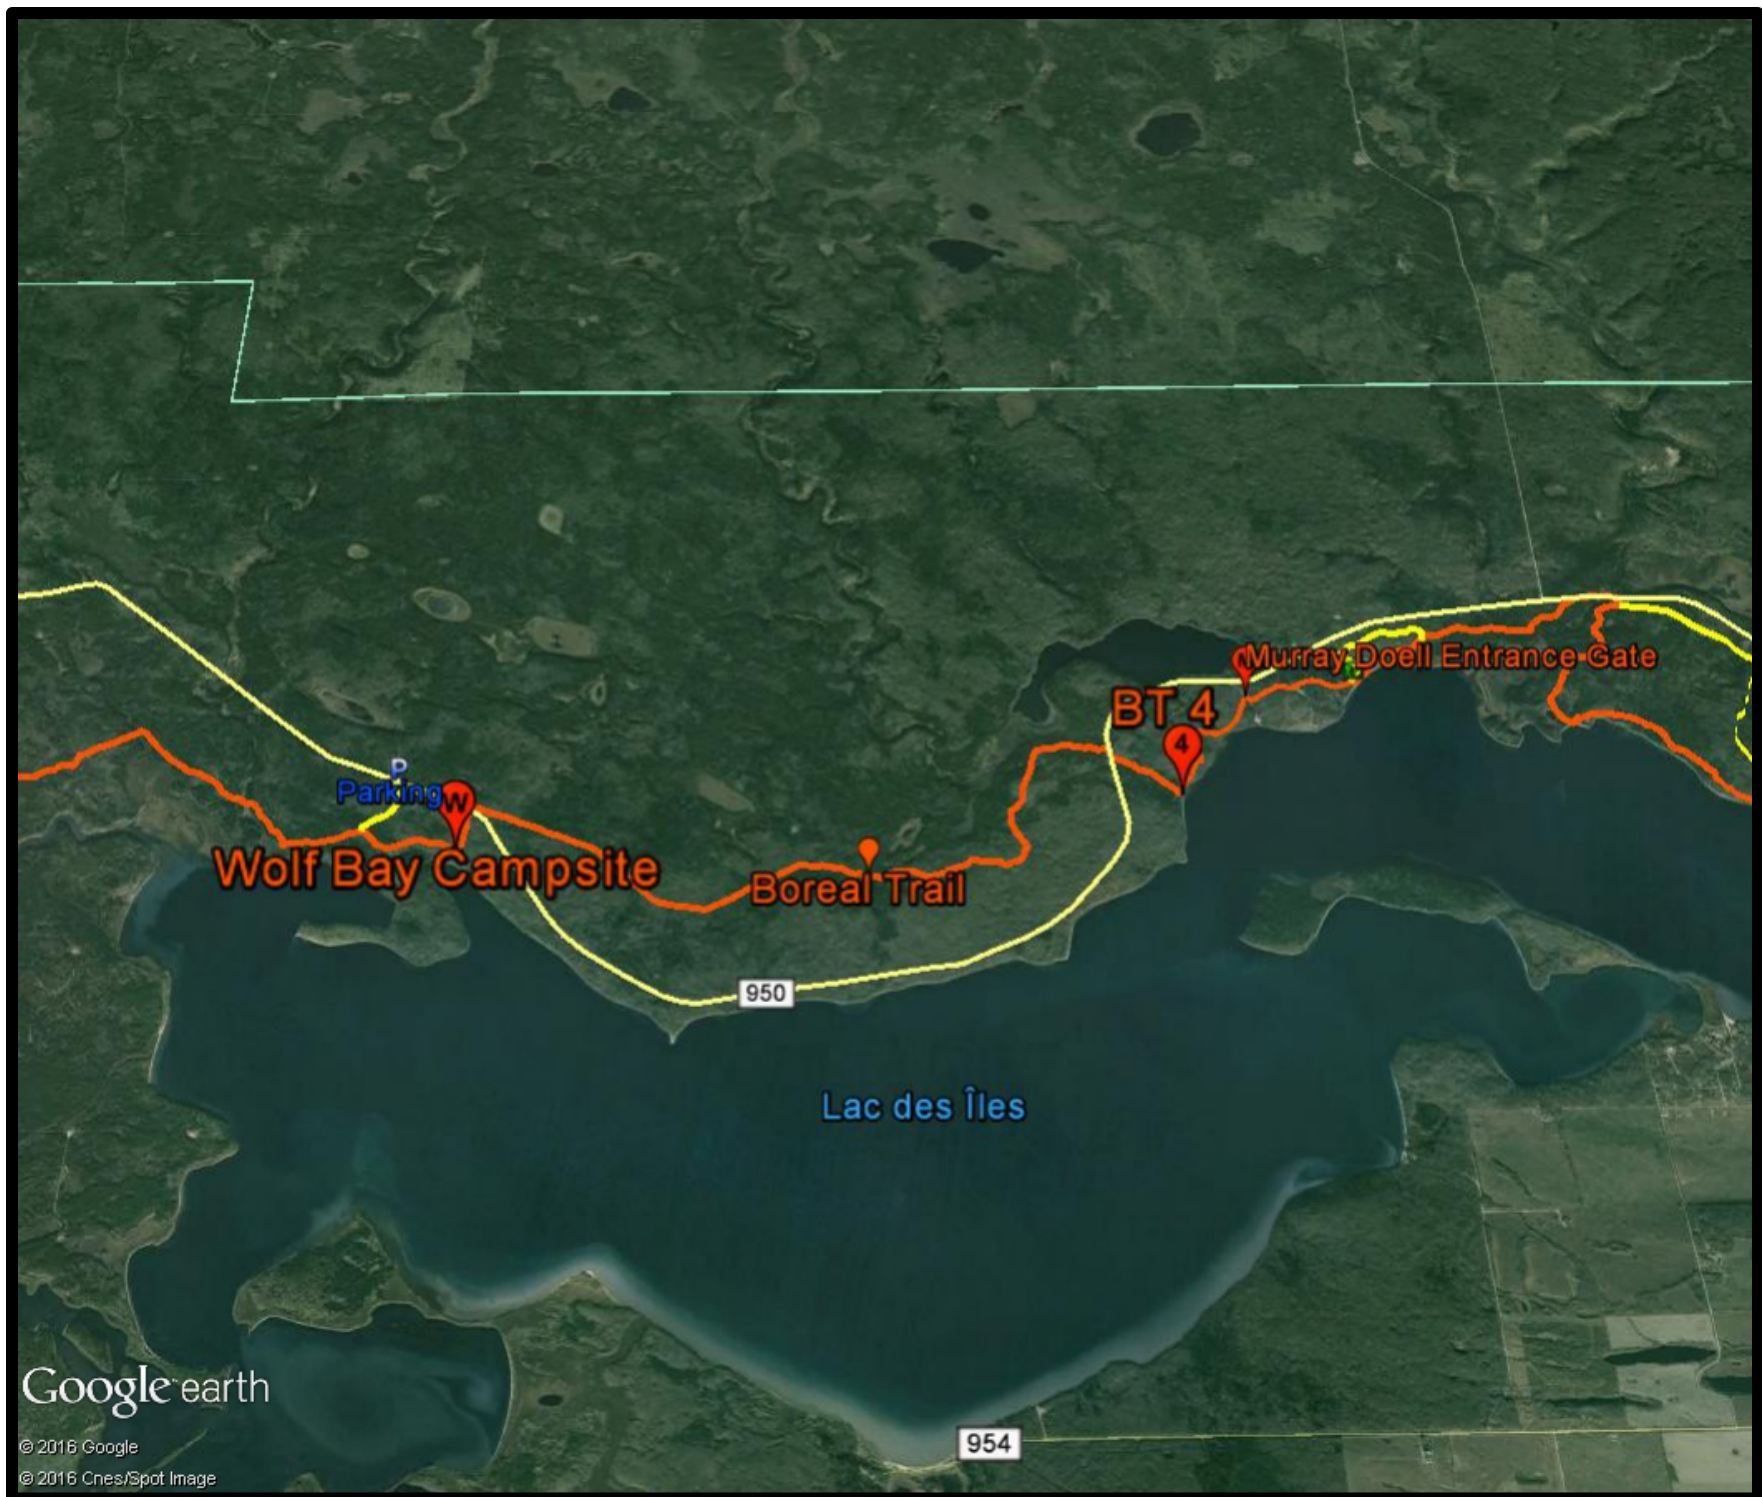 Murray Doell Entrance Gate
BT 4
4
P
Parking
W
Wolf Bay Campsite
Boreal Trail
950
Lac des Îles
Google earth
954
© 2016 Google
© 2016 Cnes/Spot Image